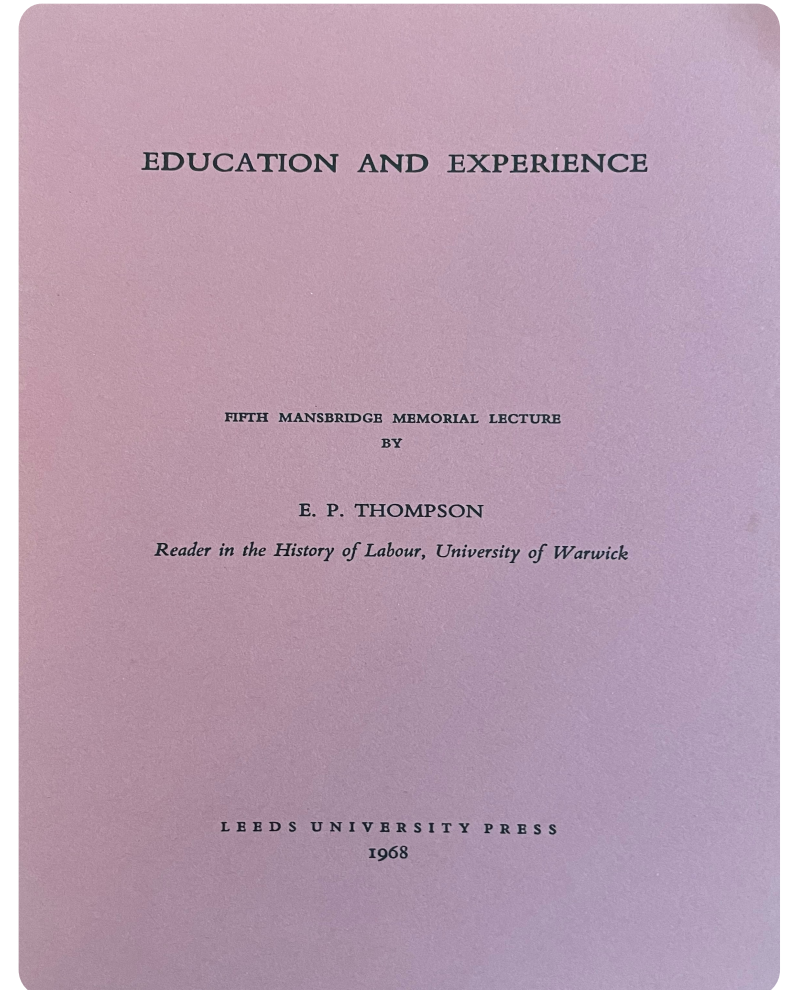 EDUCATION AND EXPERIENCE
FIFTH MANSBRIDGE MEMORIAL LECTURE
BY
E. P. THOMPSON
Reader in the History of Labour, University of Warwick
LEEDS UNIVERSITY PRESS
1968